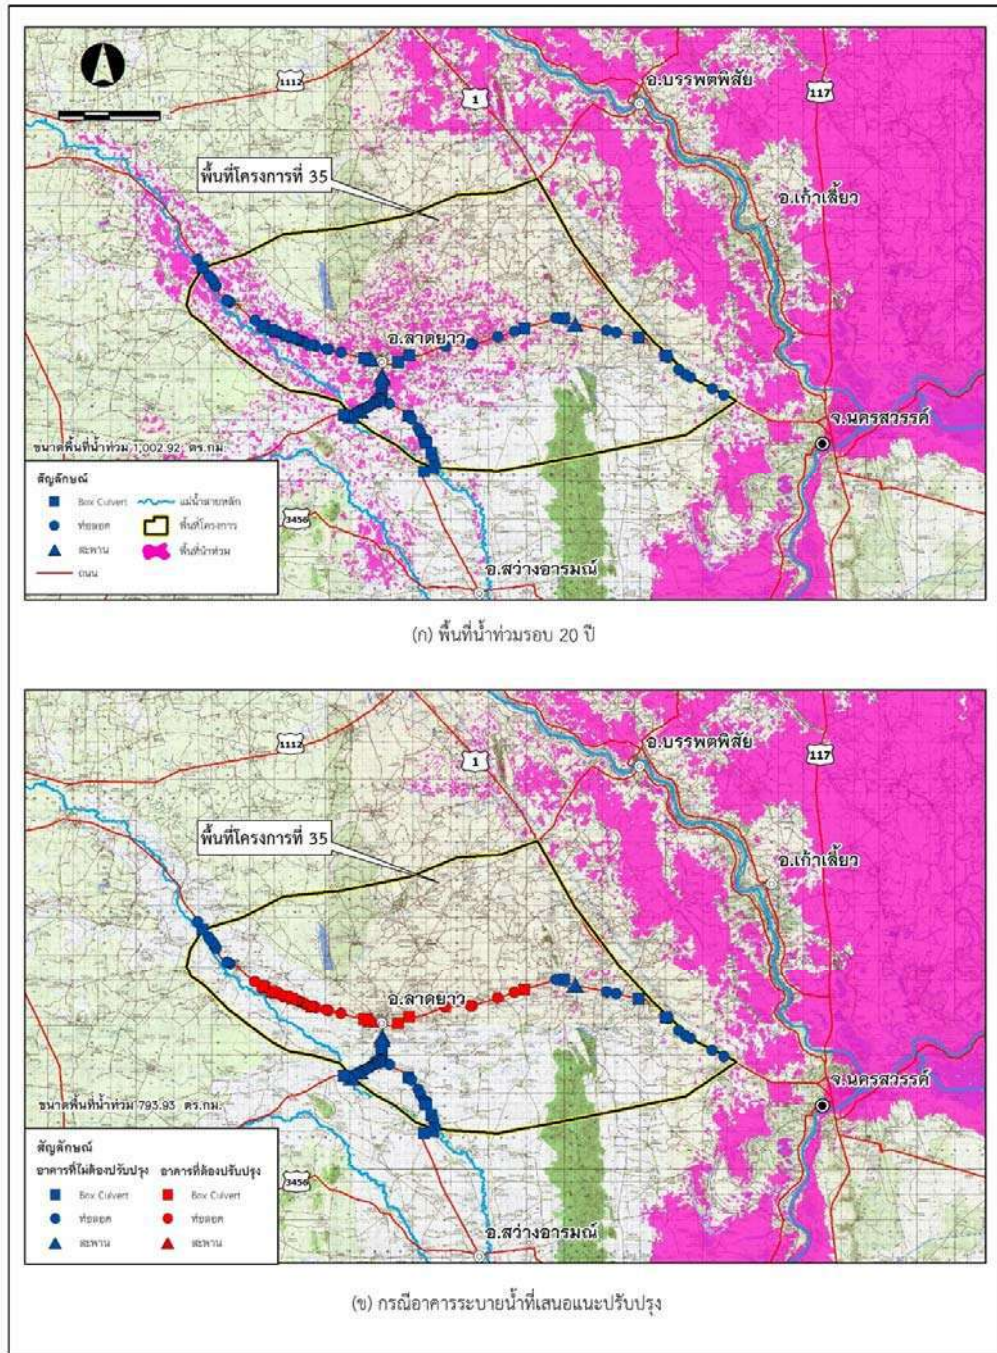 1112
1
อ.บรรพตพิสัย
117
พื้นที่โครงการที่ 35
อ.เก้าเลี้ยว
อ.ลาดยาว
จ.นครสวรรค์
ขนาดพื้นที่น้ำท่วม 1,002.92 ตร.กม.
สัญลักษณ์
Box Culvert
แม่น้ำสายหลัก
ท่อลอด
พื้นที่โครงการ
สะพาน
พื้นที่น้ำท่วม
ถนน
3456
อ.สว่างอารมณ์
(ก) พื้นที่น้ำท่วมรอบ 20 ปี
1112
1
อ.บรรพตพิสัย
117
พื้นที่โครงการที่ 35
อ.เก้าเลี้ยว
อ.ลาดยาว
จ.นครสวรรค์
ขนาดพื้นที่น้ำท่วม 793.93 ตร.กม.
สัญลักษณ์
อาคารที่ไม่ต้องปรับปรุง อาคารที่ต้องปรับปรุง
Box Culvert Box Culvert
ท่อลอด ท่อลอด
สะพาน สะพาน
3456
อ.สว่างอารมณ์
(ข) กรณีอาคารระบายน้ำที่เสนอแนะปรับปรุง